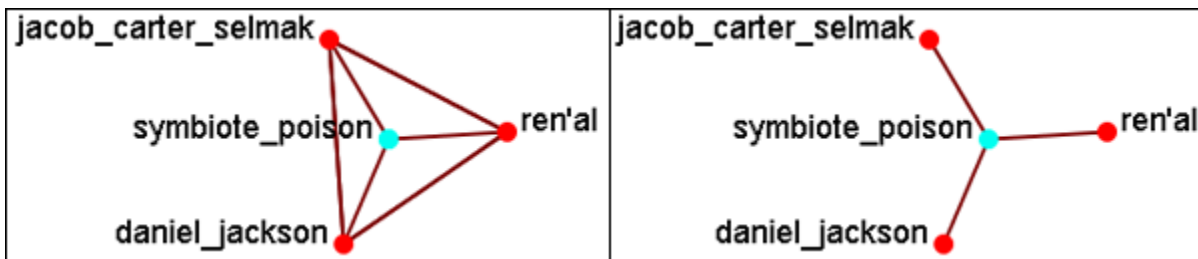 jacob_carter_selmak
symbiote_poison
ren'al
daniel_jackson
jacob_carter_selmak
symbiote_poison
ren'al
daniel_jackson